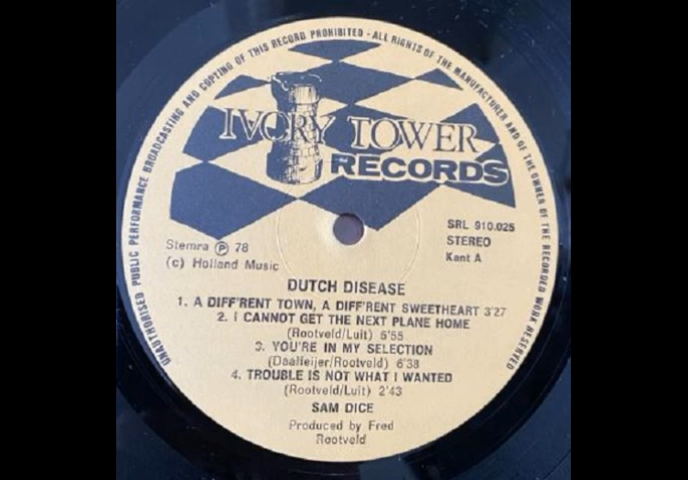 UNAUTHORISED PUBLIC PERFORMANCE BROADCASTING AND COPYING OF THIS RECORD PROHIBITED - ALL RIGHTS OF THE MANUFACTURER AND OF THE OWNER OF THE RECORDED WORK RESERVED
IVORY TOWER
RECORDS
SRL 910.025
STEREO
Kant A
Stemra Ⓟ 78
(c) Holland Music
DUTCH DISEASE
1. A DIFF'RENT TOWN, A DIFF'RENT SWEETHEART 3'27
2. I CANNOT GET THE NEXT PLANE HOME
(Rootveld/Luit) 5'55
3. YOU'RE IN MY SELECTION
(Daalfeijer/Rootveld) 6'38
4. TROUBLE IS NOT WHAT I WANTED
(Rootveld/Luit) 2'43
SAM DICE
Produced by Fred
Rootveld